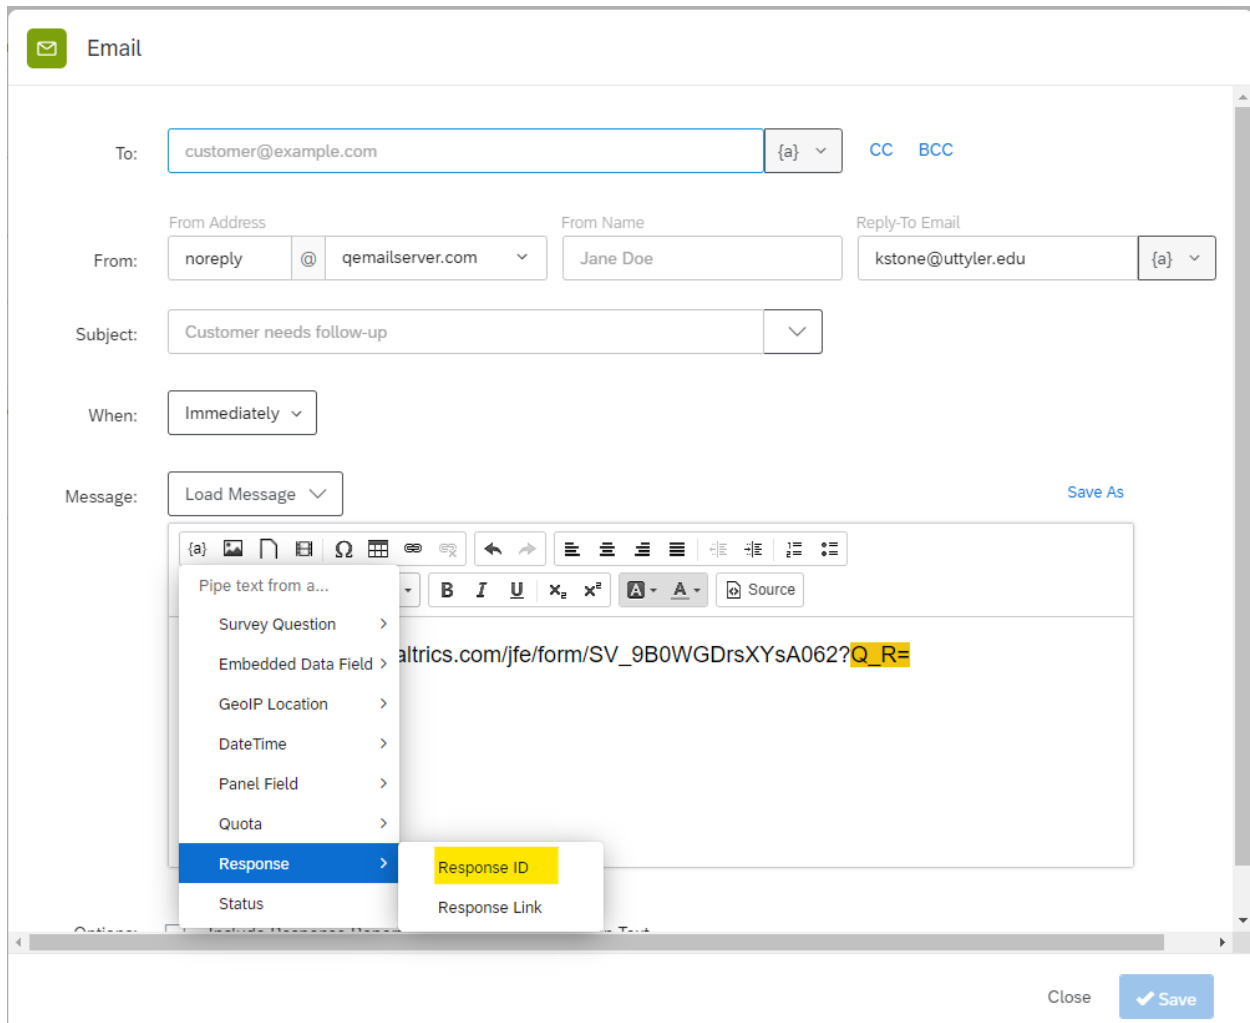 Email
To:
customer@example.com
{a}
CC
BCC
From Address
From Name
Reply-To Email
From:
noreply
@
qemailserver.com
Jane Doe
kstone@uttyler.edu
{a}
Subject:
Customer needs follow-up
When:
Immediately
Message:
Load Message
Save As
{a}
Ω
Pipe text from a...
B I U x₂ x² A A Source
Survey Question
altrics.com/jfe/form/SV_9B0WGDrsXYsA062?Q_R=
Embedded Data Field
GeoIP Location
DateTime
Panel Field
Quota
Response
Response ID
Status
Response Link
Close
Save